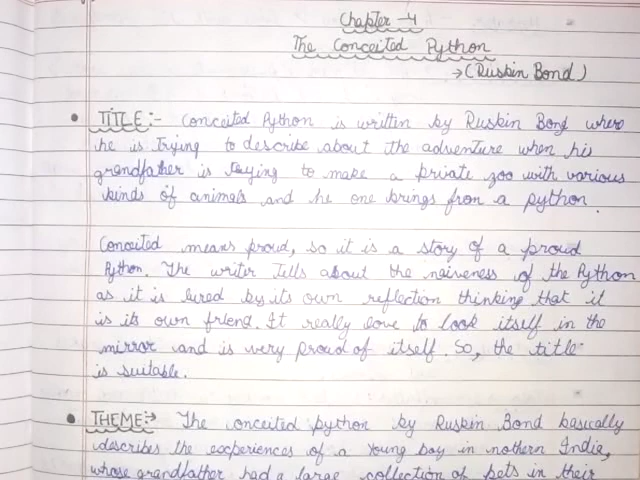 Chapter -4
The Conceited Python
→(Ruskin Bond)
• TITLE:- Conceited Python is written by Ruskin Bond where
he is trying to describe about the adventure when his
grandfather is trying to make a private zoo with various
kinds of animals and he one brings from a python.
Conceited means proud, so it is a story of a proud
Python. The writer tells about the naiveness of the Python
as it is lured by its own reflection thinking that it
is its own friend. It really love to look itself in the
mirror and is very proud of itself. So, the title
is suitable.
• THEME:→ The conceited python by Ruskin Bond basically
describes the experiences of a young boy in nothern India,
whose grandfather had a large collection of pets in their